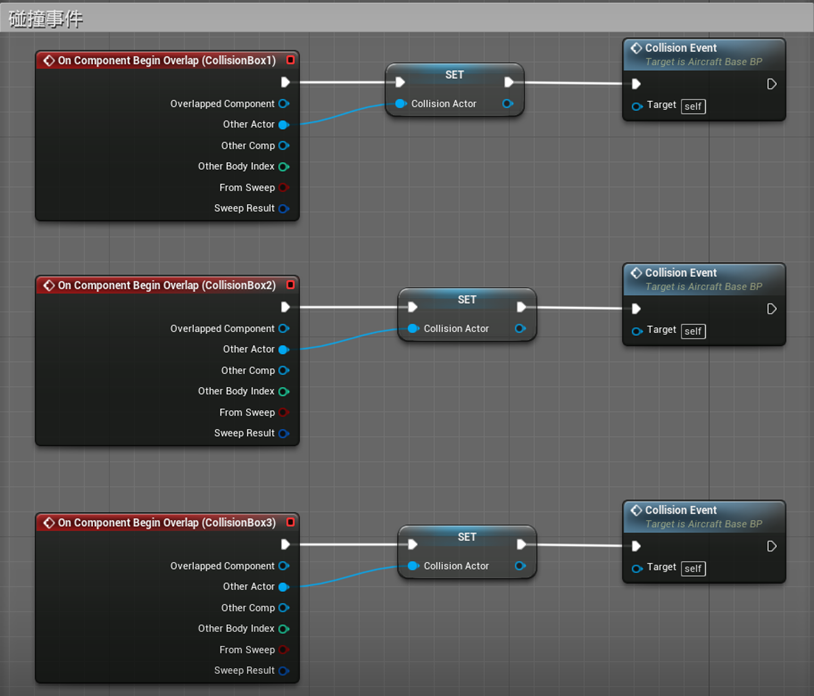 碰撞事件
On Component Begin Overlap (CollisionBox1)
Overlapped Component
Other Actor
Other Comp
Other Body Index
From Sweep
Sweep Result
SET
Collision Actor
Collision Event
Target is Aircraft Base BP
Target self
On Component Begin Overlap (CollisionBox2)
Overlapped Component
Other Actor
Other Comp
Other Body Index
From Sweep
Sweep Result
SET
Collision Actor
Collision Event
Target is Aircraft Base BP
Target self
On Component Begin Overlap (CollisionBox3)
Overlapped Component
Other Actor
Other Comp
Other Body Index
From Sweep
Sweep Result
SET
Collision Actor
Collision Event
Target is Aircraft Base BP
Target self